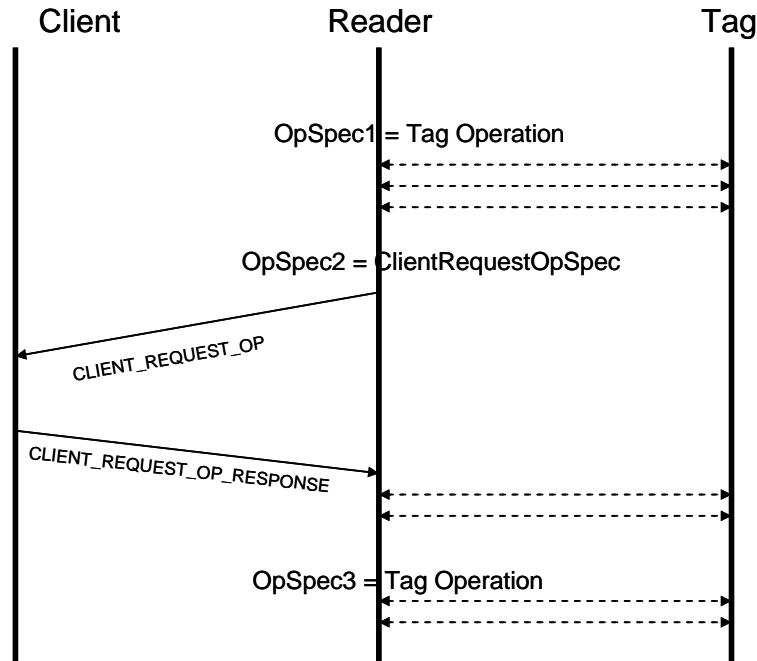 Client Reader Tag
OpSpec1 = Tag Operation
OpSpec2 = ClientRequestOpSpec
CLIENT_REQUEST_OP
CLIENT_REQUEST_OP_RESPONSE
OpSpec3 = Tag Operation